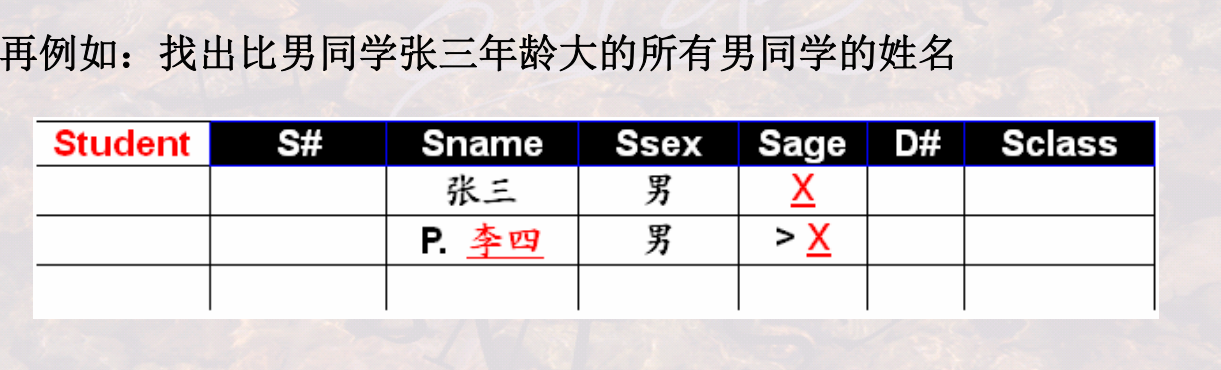 再例如：找出比男同学张三年龄大的所有男同学的姓名
Student S# Sname Ssex Sage D# Sclass
张三 男 X
P. 李四 男 > X